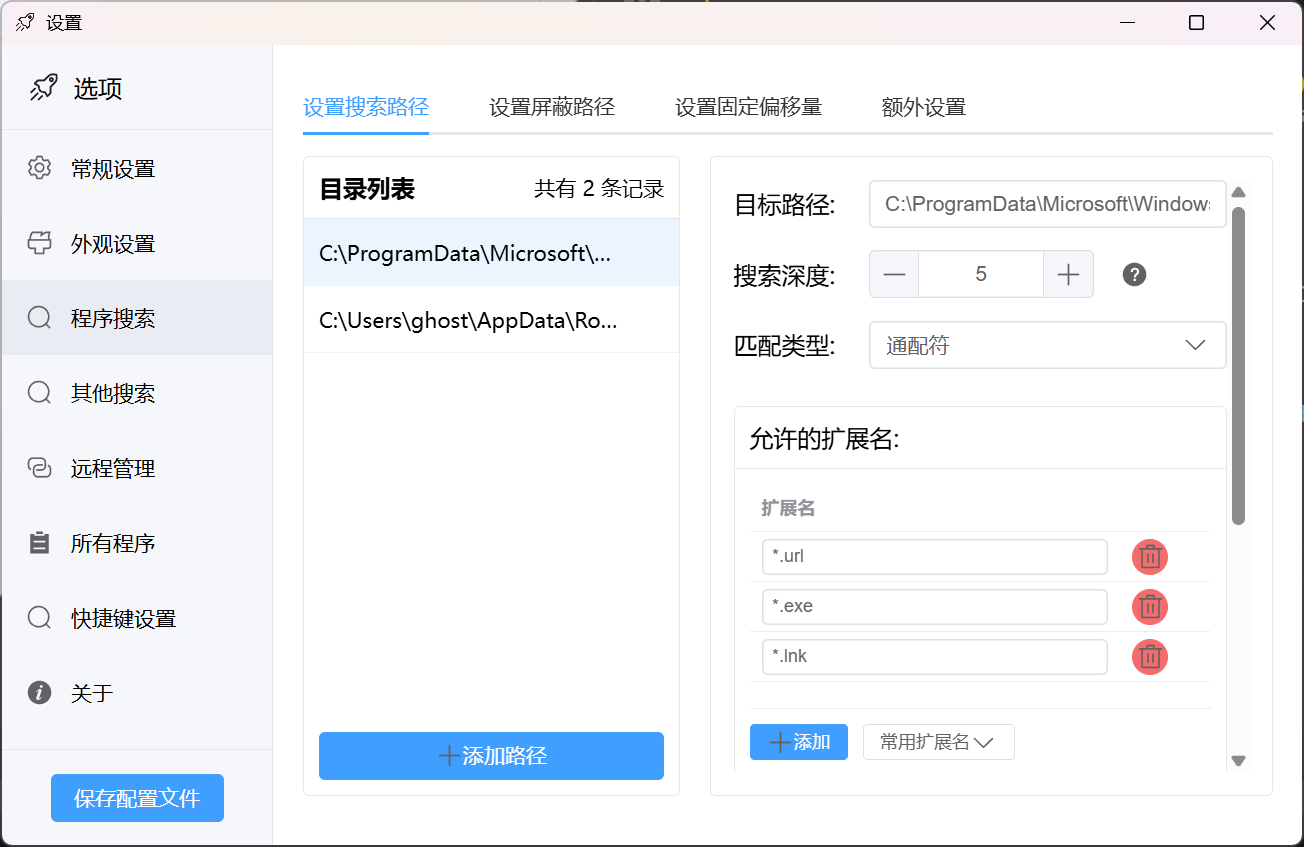 设置
选项
常规设置
外观设置
程序搜索
其他搜索
远程管理
所有程序
快捷键设置
关于
保存配置文件
设置搜索路径 设置屏蔽路径 设置固定偏移量 额外设置
目录列表 共有 2 条记录
C:\ProgramData\Microsoft\...
C:\Users\ghost\AppData\Ro...
添加路径
目标路径: C:\ProgramData\Microsoft\Windows
搜索深度: 5
匹配类型: 通配符
允许的扩展名:
扩展名
*.url
*.exe
*.lnk
添加 常用扩展名